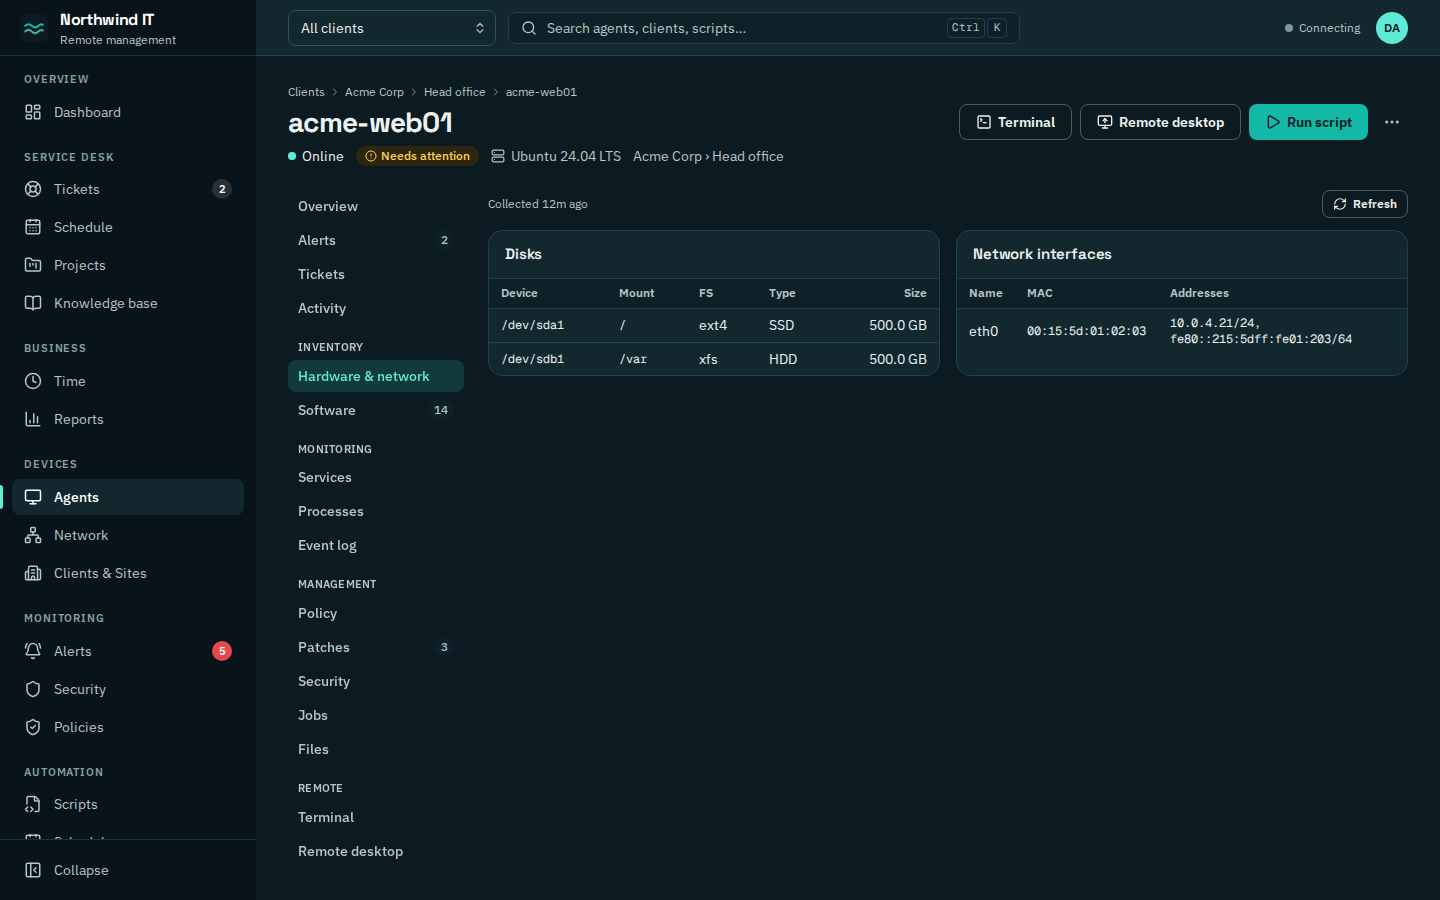 Northwind IT
Remote management
All clients
Search agents, clients, scripts...
Ctrl K
Connecting
DA
OVERVIEW
Dashboard
SERVICE DESK
Tickets 2
Schedule
Projects
Knowledge base
BUSINESS
Time
Reports
DEVICES
Agents
Network
Clients & Sites
MONITORING
Alerts 5
Security
Policies
AUTOMATION
Scripts
Collapse
Clients > Acme Corp > Head office > acme-web01
acme-web01
Terminal
Remote desktop
Run script
Online
Needs attention
Ubuntu 24.04 LTS
Acme Corp › Head office
Overview
Alerts 2
Tickets
Activity
INVENTORY
Hardware & network
Software 14
MONITORING
Services
Processes
Event log
MANAGEMENT
Policy
Patches 3
Security
Jobs
Files
REMOTE
Terminal
Remote desktop
Collected 12m ago
Refresh
Disks
Device Mount FS Type Size
/dev/sda1 / ext4 SSD 500.0 GB
/dev/sdb1 /var xfs HDD 500.0 GB
Network interfaces
Name MAC Addresses
eth0 00:15:5d:01:02:03 10.0.4.21/24,
fe80::215:5dff:fe01:203/64